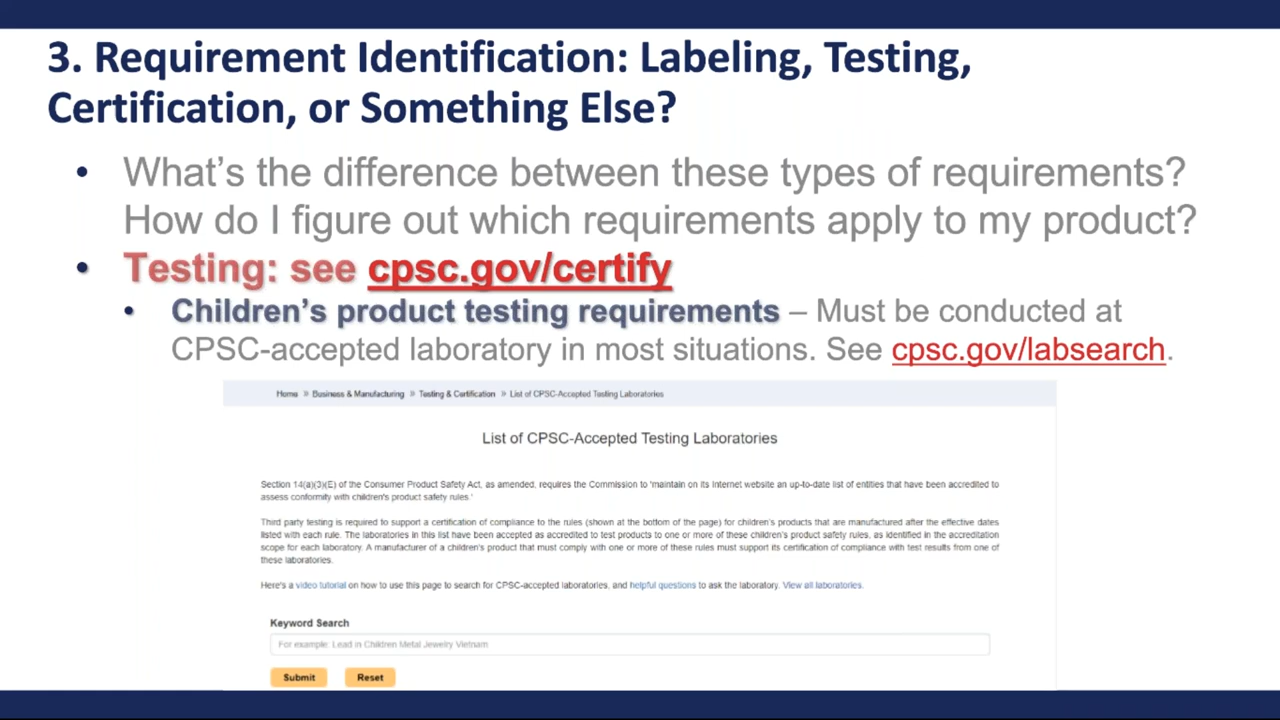 3. Requirement Identification: Labeling, Testing,
Certification, or Something Else?
• What's the difference between these types of requirements?
How do I figure out which requirements apply to my product?
• Testing: see cpsc.gov/certify
• Children's product testing requirements – Must be conducted at
CPSC-accepted laboratory in most situations. See cpsc.gov/labsearch.
Home » Business & Manufacturing » Testing & Certification » List of CPSC-Accepted Testing Laboratories
List of CPSC-Accepted Testing Laboratories
Section 14(a)(3)(E) of the Consumer Product Safety Act, as amended, requires the Commission to 'maintain on its Internet website an up-to-date list of entities that have been accredited to
assess conformity with children's product safety rules.'
Third party testing is required to support a certification of compliance to the rules (shown at the bottom of the page) for children's products that are manufactured after the effective dates
listed with each rule. The laboratories in this list have been accepted as accredited to test products to one or more of these children's product safety rules, as identified in the accreditation
scope for each laboratory. A manufacturer of a children's product that must comply with one or more of these rules must support its certification of compliance with test results from one of
these laboratories.
Here's a video tutorial on how to use this page to search for CPSC-accepted laboratories, and helpful questions to ask the laboratory. View all laboratories.
Keyword Search
For example: Lead in Children Metal Jewelry Vietnam
Submit Reset